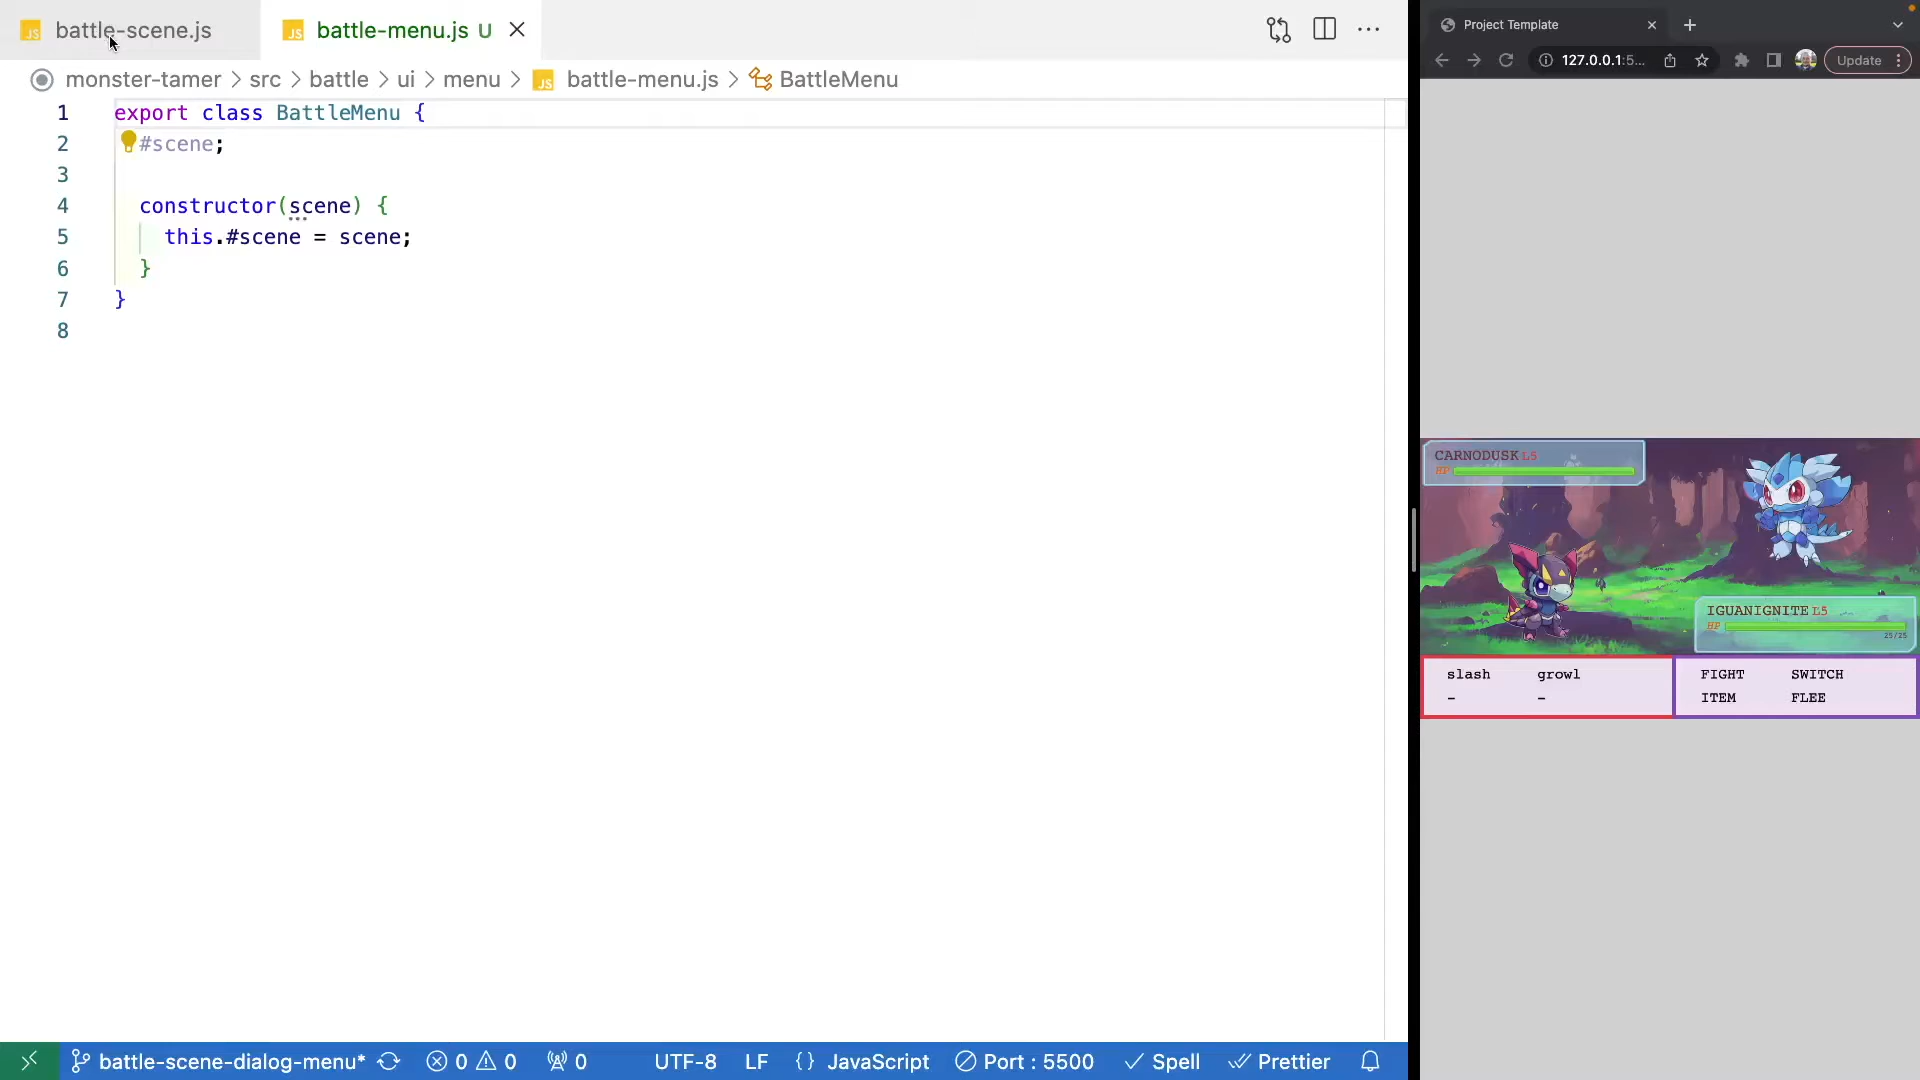 battle-scene.js
battle-menu.js U
monster-tamer > src > battle > ui > menu > JS battle-menu.js > BattleMenu
1 export class BattleMenu {
2 #scene;
3
4 constructor(scene) {
5 this.#scene = scene;
6 }
7 }
8
battle-scene-dialog-menu* 0 0 0 UTF-8 LF {} JavaScript Port : 5500 Spell Prettier
Project Template
127.0.0.1:5... Update
CARNODUSK L5
HP
IGUANIGNITE L5
HP
25/25
slash growl
- -
FIGHT SWITCH
ITEM FLEE